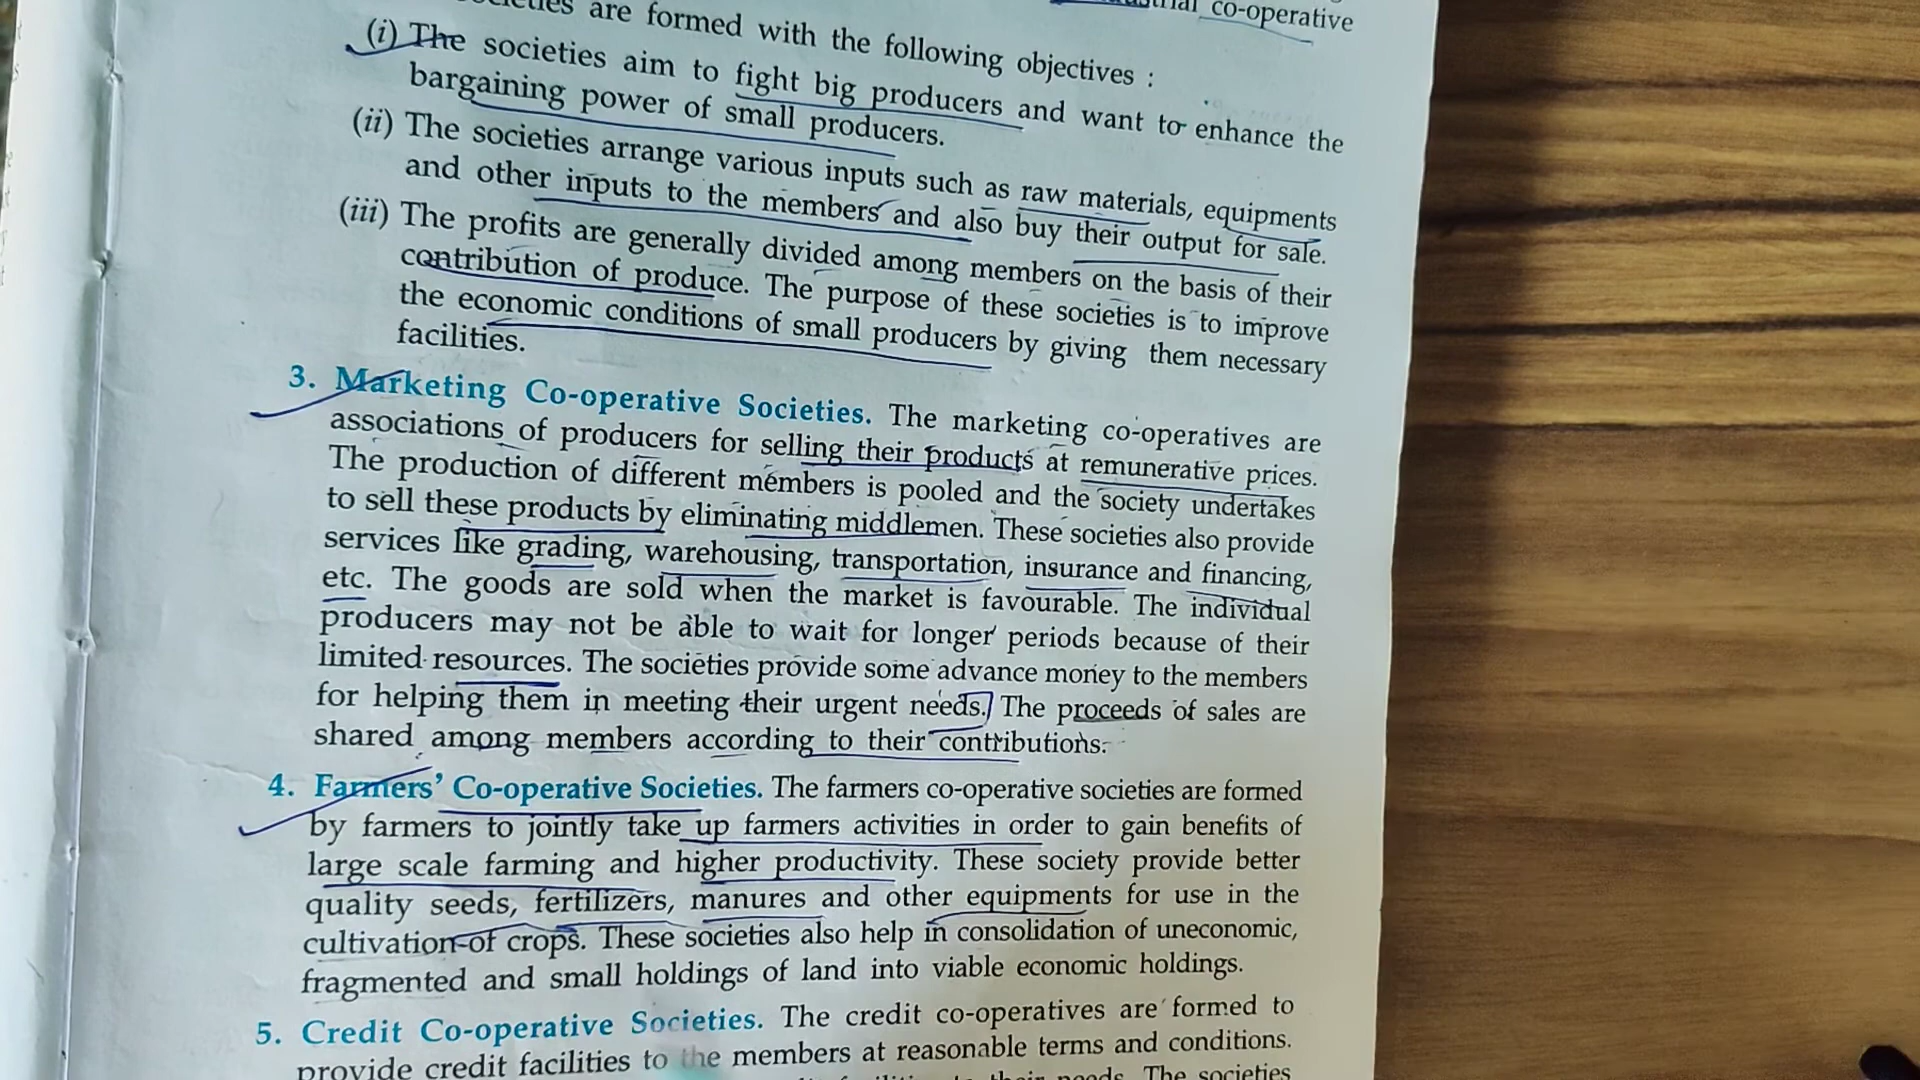 co-operative
are formed with the following objectives :
(i) The societies aim to fight big producers and want to enhance the
bargaining power of small producers.
(ii) The societies arrange various inputs such as raw materials, equipments
and other inputs to the members and also buy their output for sale.
(iii) The profits are generally divided among members on the basis of their
contribution of produce. The purpose of these societies is to improve
the economic conditions of small producers by giving them necessary
facilities.
3. Marketing Co-operative Societies. The marketing co-operatives are
associations of producers for selling their products at remunerative prices.
The production of different members is pooled and the society undertakes
to sell these products by eliminating middlemen. These societies also provide
services like grading, warehousing, transportation, insurance and financing,
etc. The goods are sold when the market is favourable. The individual
producers may not be able to wait for longer periods because of their
limited resources. The societies provide some advance money to the members
for helping them in meeting their urgent needs. The proceeds of sales are
shared among members according to their contributions.
4. Farmers' Co-operative Societies. The farmers co-operative societies are formed
by farmers to jointly take up farmers activities in order to gain benefits of
large scale farming and higher productivity. These society provide better
quality seeds, fertilizers, manures and other equipments for use in the
cultivation of crops. These societies also help in consolidation of uneconomic,
fragmented and small holdings of land into viable economic holdings.
5. Credit Co-operative Societies. The credit co-operatives are formed to
provide credit facilities to the members at reasonable terms and conditions.
their needs. The societies